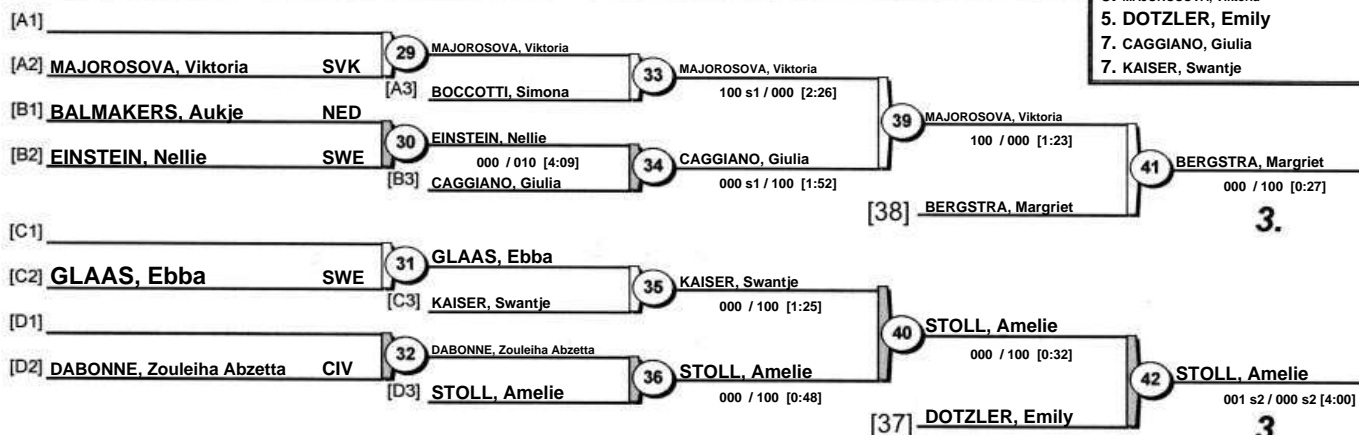 5. MAJOROSOVA, Viktoria
5. DOTZLER, Emily
7. CAGGIANO, Giulia
7. KAISER, Swantje
[A1]
[A2] MAJOROSOVA, Viktoria SVK
29 MAJOROSOVA, Viktoria
[A3] BOCCOTTI, Simona
33 MAJOROSOVA, Viktoria
100 s1 / 000 [2:26]
[B1] BALMAKERS, Aukje NED
[B2] EINSTEIN, Nellie SWE
30 EINSTEIN, Nellie
000 / 010 [4:09]
[B3] CAGGIANO, Giulia
34 CAGGIANO, Giulia
000 s1 / 100 [1:52]
39 MAJOROSOVA, Viktoria
100 / 000 [1:23]
[38] BERGSTRA, Margriet
41 BERGSTRA, Margriet
000 / 100 [0:27]
3.
[C1]
[C2] GLAAS, Ebba SWE
31 GLAAS, Ebba
[C3] KAISER, Swantje
35 KAISER, Swantje
000 / 100 [1:25]
[D1]
[D2] DABONNE, Zouleiha Abzetta CIV
32 DABONNE, Zouleiha Abzetta
[D3] STOLL, Amelie
36 STOLL, Amelie
000 / 100 [0:48]
40 STOLL, Amelie
000 / 100 [0:32]
[37] DOTZLER, Emily
42 STOLL, Amelie
001 s2 / 000 s2 [4:00]
3